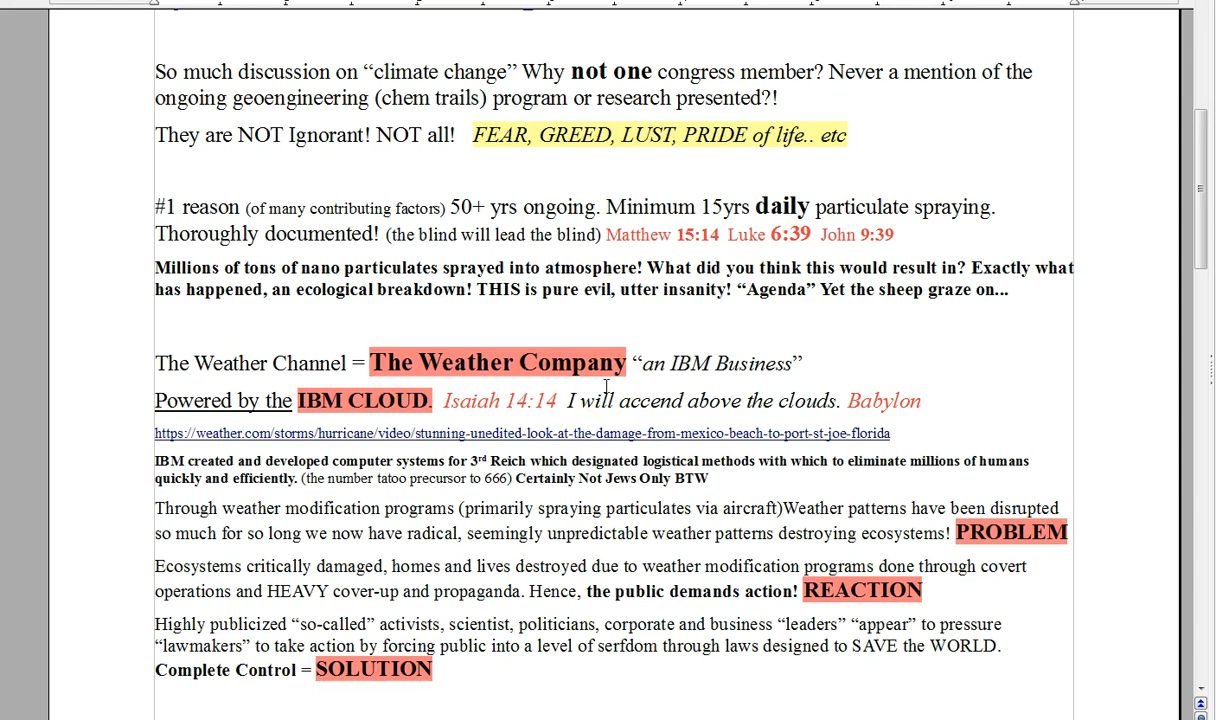 So much discussion on “climate change” Why not one congress member? Never a mention of the
ongoing geoengineering (chem trails) program or research presented?!
They are NOT Ignorant! NOT all! FEAR, GREED, LUST, PRIDE of life.. etc
#1 reason (of many contributing factors) 50+ yrs ongoing. Minimum 15yrs daily particulate spraying.
Thoroughly documented! (the blind will lead the blind) Matthew 15:14 Luke 6:39 John 9:39
Millions of tons of nano particulates sprayed into atmosphere! What did you think this would result in? Exactly what
has happened, an ecological breakdown! THIS is pure evil, utter insanity! “Agenda” Yet the sheep graze on...
The Weather Channel = The Weather Company “an IBM Business”
Powered by the IBM CLOUD. Isaiah 14:14 I will accend above the clouds. Babylon
https://weather.com/storms/hurricane/video/stunning-unedited-look-at-the-damage-from-mexico-beach-to-port-st-joe-florida
IBM created and developed computer systems for 3rd Reich which designated logistical methods with which to eliminate millions of humans
quickly and efficiently. (the number tatoo precursor to 666) Certainly Not Jews Only BTW
Through weather modification programs (primarily spraying particulates via aircraft)Weather patterns have been disrupted
so much for so long we now have radical, seemingly unpredictable weather patterns destroying ecosystems! PROBLEM
Ecosystems critically damaged, homes and lives destroyed due to weather modification programs done through covert
operations and HEAVY cover-up and propaganda. Hence, the public demands action! REACTION
Highly publicized “so-called” activists, scientist, politicians, corporate and business “leaders” “appear” to pressure
“lawmakers” to take action by forcing public into a level of serfdom through laws designed to SAVE the WORLD.
Complete Control = SOLUTION